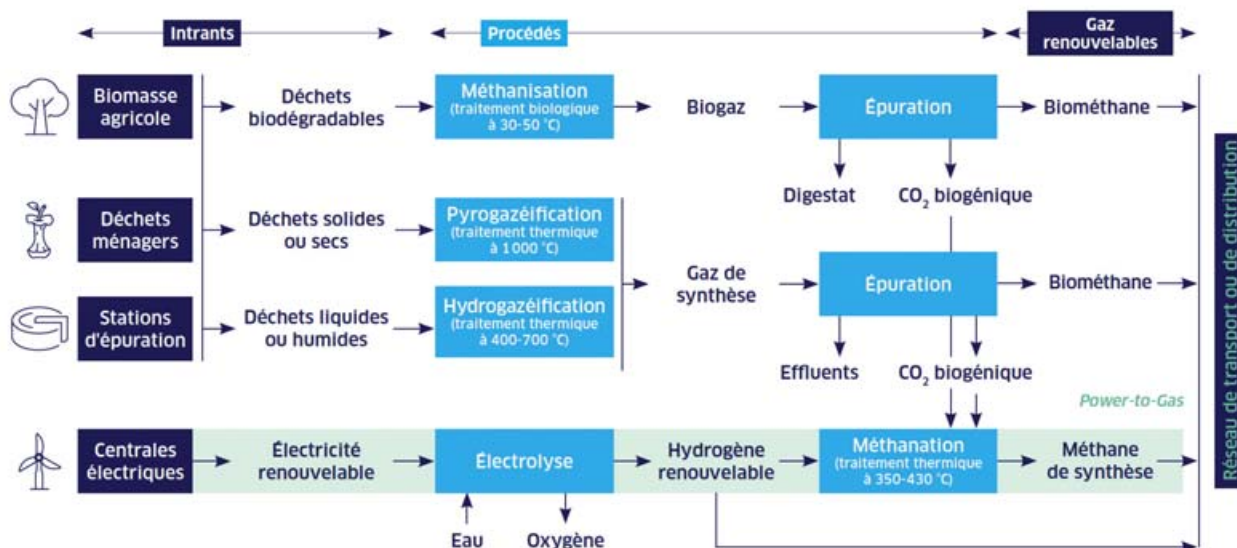 Intrants
Procédés
Gaz
renouvelables
Biomasse
agricole
Déchets
biodégradables
Méthanisation
(traitement biologique
à 30-50 °C)
Biogaz
Épuration
Biométhane
Digestat
CO₂ biogénique
Déchets
ménagers
Déchets solides
ou secs
Pyrogazéification
(traitement thermique
à 1 000 °C)
Gaz de
synthèse
Épuration
Biométhane
Stations
d'épuration
Déchets liquides
ou humides
Hydrogazéification
(traitement thermique
à 400-700 °C)
Effluents
CO₂ biogénique
Power-to-Gas
Centrales
électriques
Électricité
renouvelable
Électrolyse
Hydrogène
renouvelable
Méthanation
(traitement thermique
à 350-430 °C)
Méthane
de synthèse
Eau
Oxygène
Réseau de transport ou de distribution